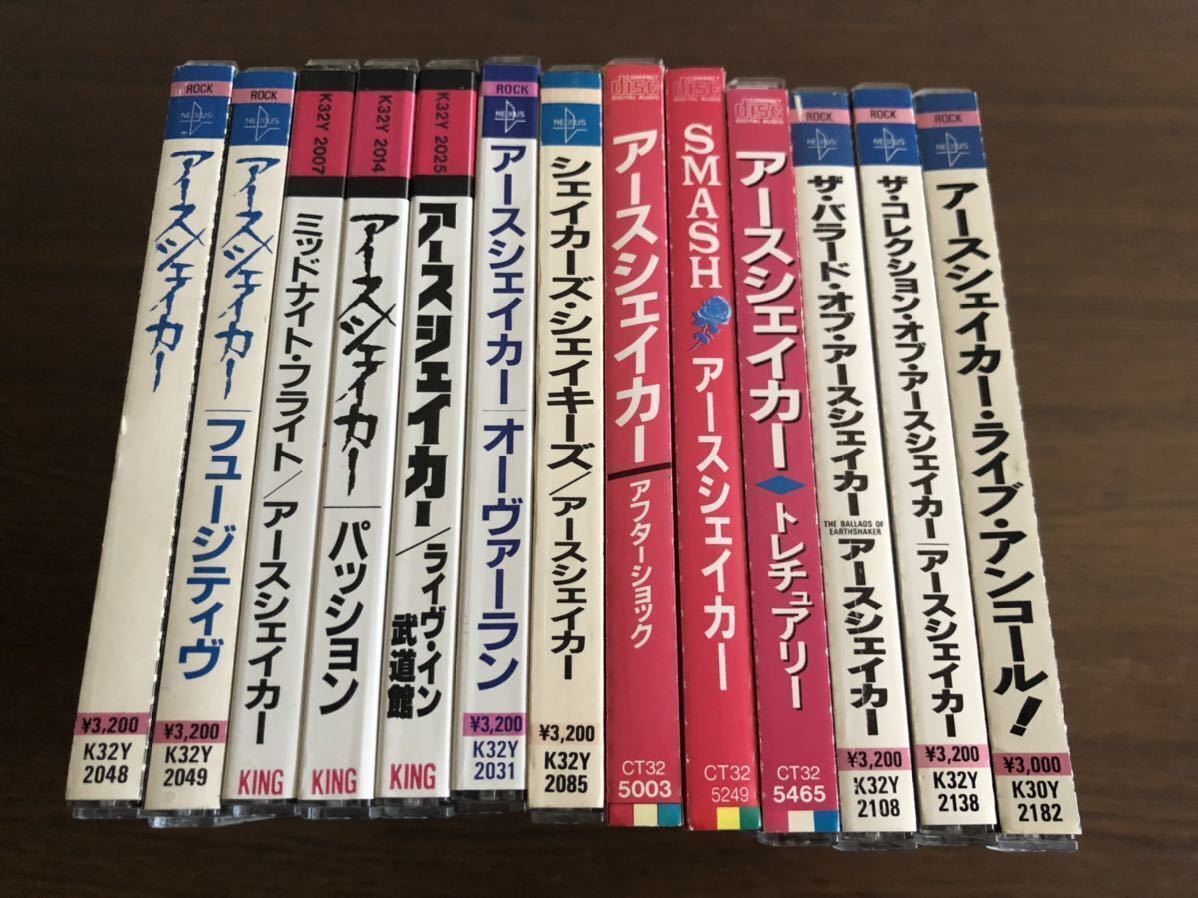 ROCK
NEXUS
アースシェイカー
¥3,200
K32Y
2048
ROCK
NEXUS
アースシェイカー
フュージティヴ
¥3,200
K32Y
2049
K32Y 2007
ミッドナイト・フライト/アースシェイカー
KING
K32Y 2014
アースシェイカー
パッション
KING
K32Y 2025
アースシェイカー/ライヴ・イン
武道館
KING
ROCK
NEXUS
アースシェイカー
オーヴァーラン
¥3,200
K32Y
2031
NEXUS
シェイカーズ・シェイキーズ/アースシェイカー
¥3,200
K32Y
2085
COMPACT
disc
DIGITAL AUDIO
アースシェイカー
アフターショック
CT32
5003
COMPACT
disc
DIGITAL AUDIO
SMASH
アースシェイカー
CT32
5249
COMPACT
disc
DIGITAL AUDIO
アースシェイカー
トレチュアリー
CT32
5465
ROCK
NEXUS
ザ・バラード・オブ・アースシェイカー
THE BALLADS OF
EARTHSHAKER
アースシェイカー
¥3,200
K32Y
2108
ROCK
NEXUS
ザ・コレクション・オブ・アースシェイカー
アースシェイカー
¥3,200
K32Y
2138
ROCK
NEXUS
アースシェイカー・ライブ・アンコール!
¥3,000
K30Y
2182